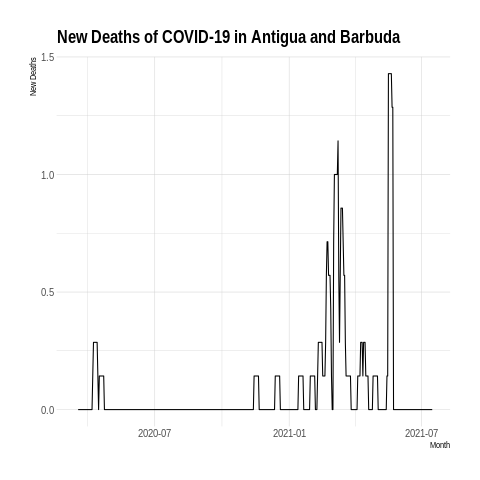 New Deaths of COVID-19 in Antigua and Barbuda
New Deaths
1.5
1.0
0.5
0.0
2020-07
2021-01
2021-07
Month